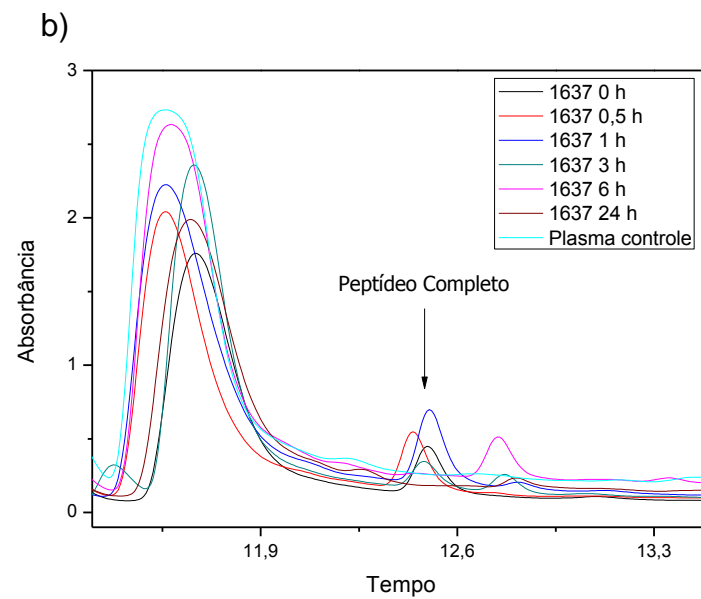 b)
3
1637 0 h
1637 0,5 h
1637 1 h
1637 3 h
1637 6 h
1637 24 h
Plasma controle
2
Peptídeo Completo
Absorbância
1
0
11,9
12,6
13,3
Tempo